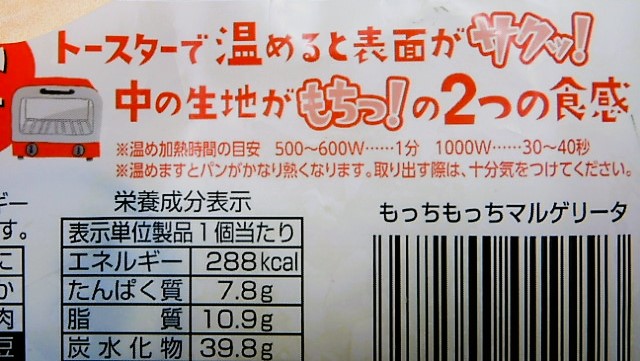 トースターで温めると表面がサクッ!
中の生地がもちっ!の2つの食感
※温め加熱時間の目安 500〜600W……1分 1000W……30〜40秒
※温めますとパンがかなり熱くなります。取り出す際は、十分気をつけてください。
栄養成分表示
表示単位製品1個当たり
エネルギー 288kcal
たんぱく質 7.8g
脂質 10.9g
炭水化物 39.8g
もっちもっちマルゲリータ
ギー
す。
こ
か
肉
豆